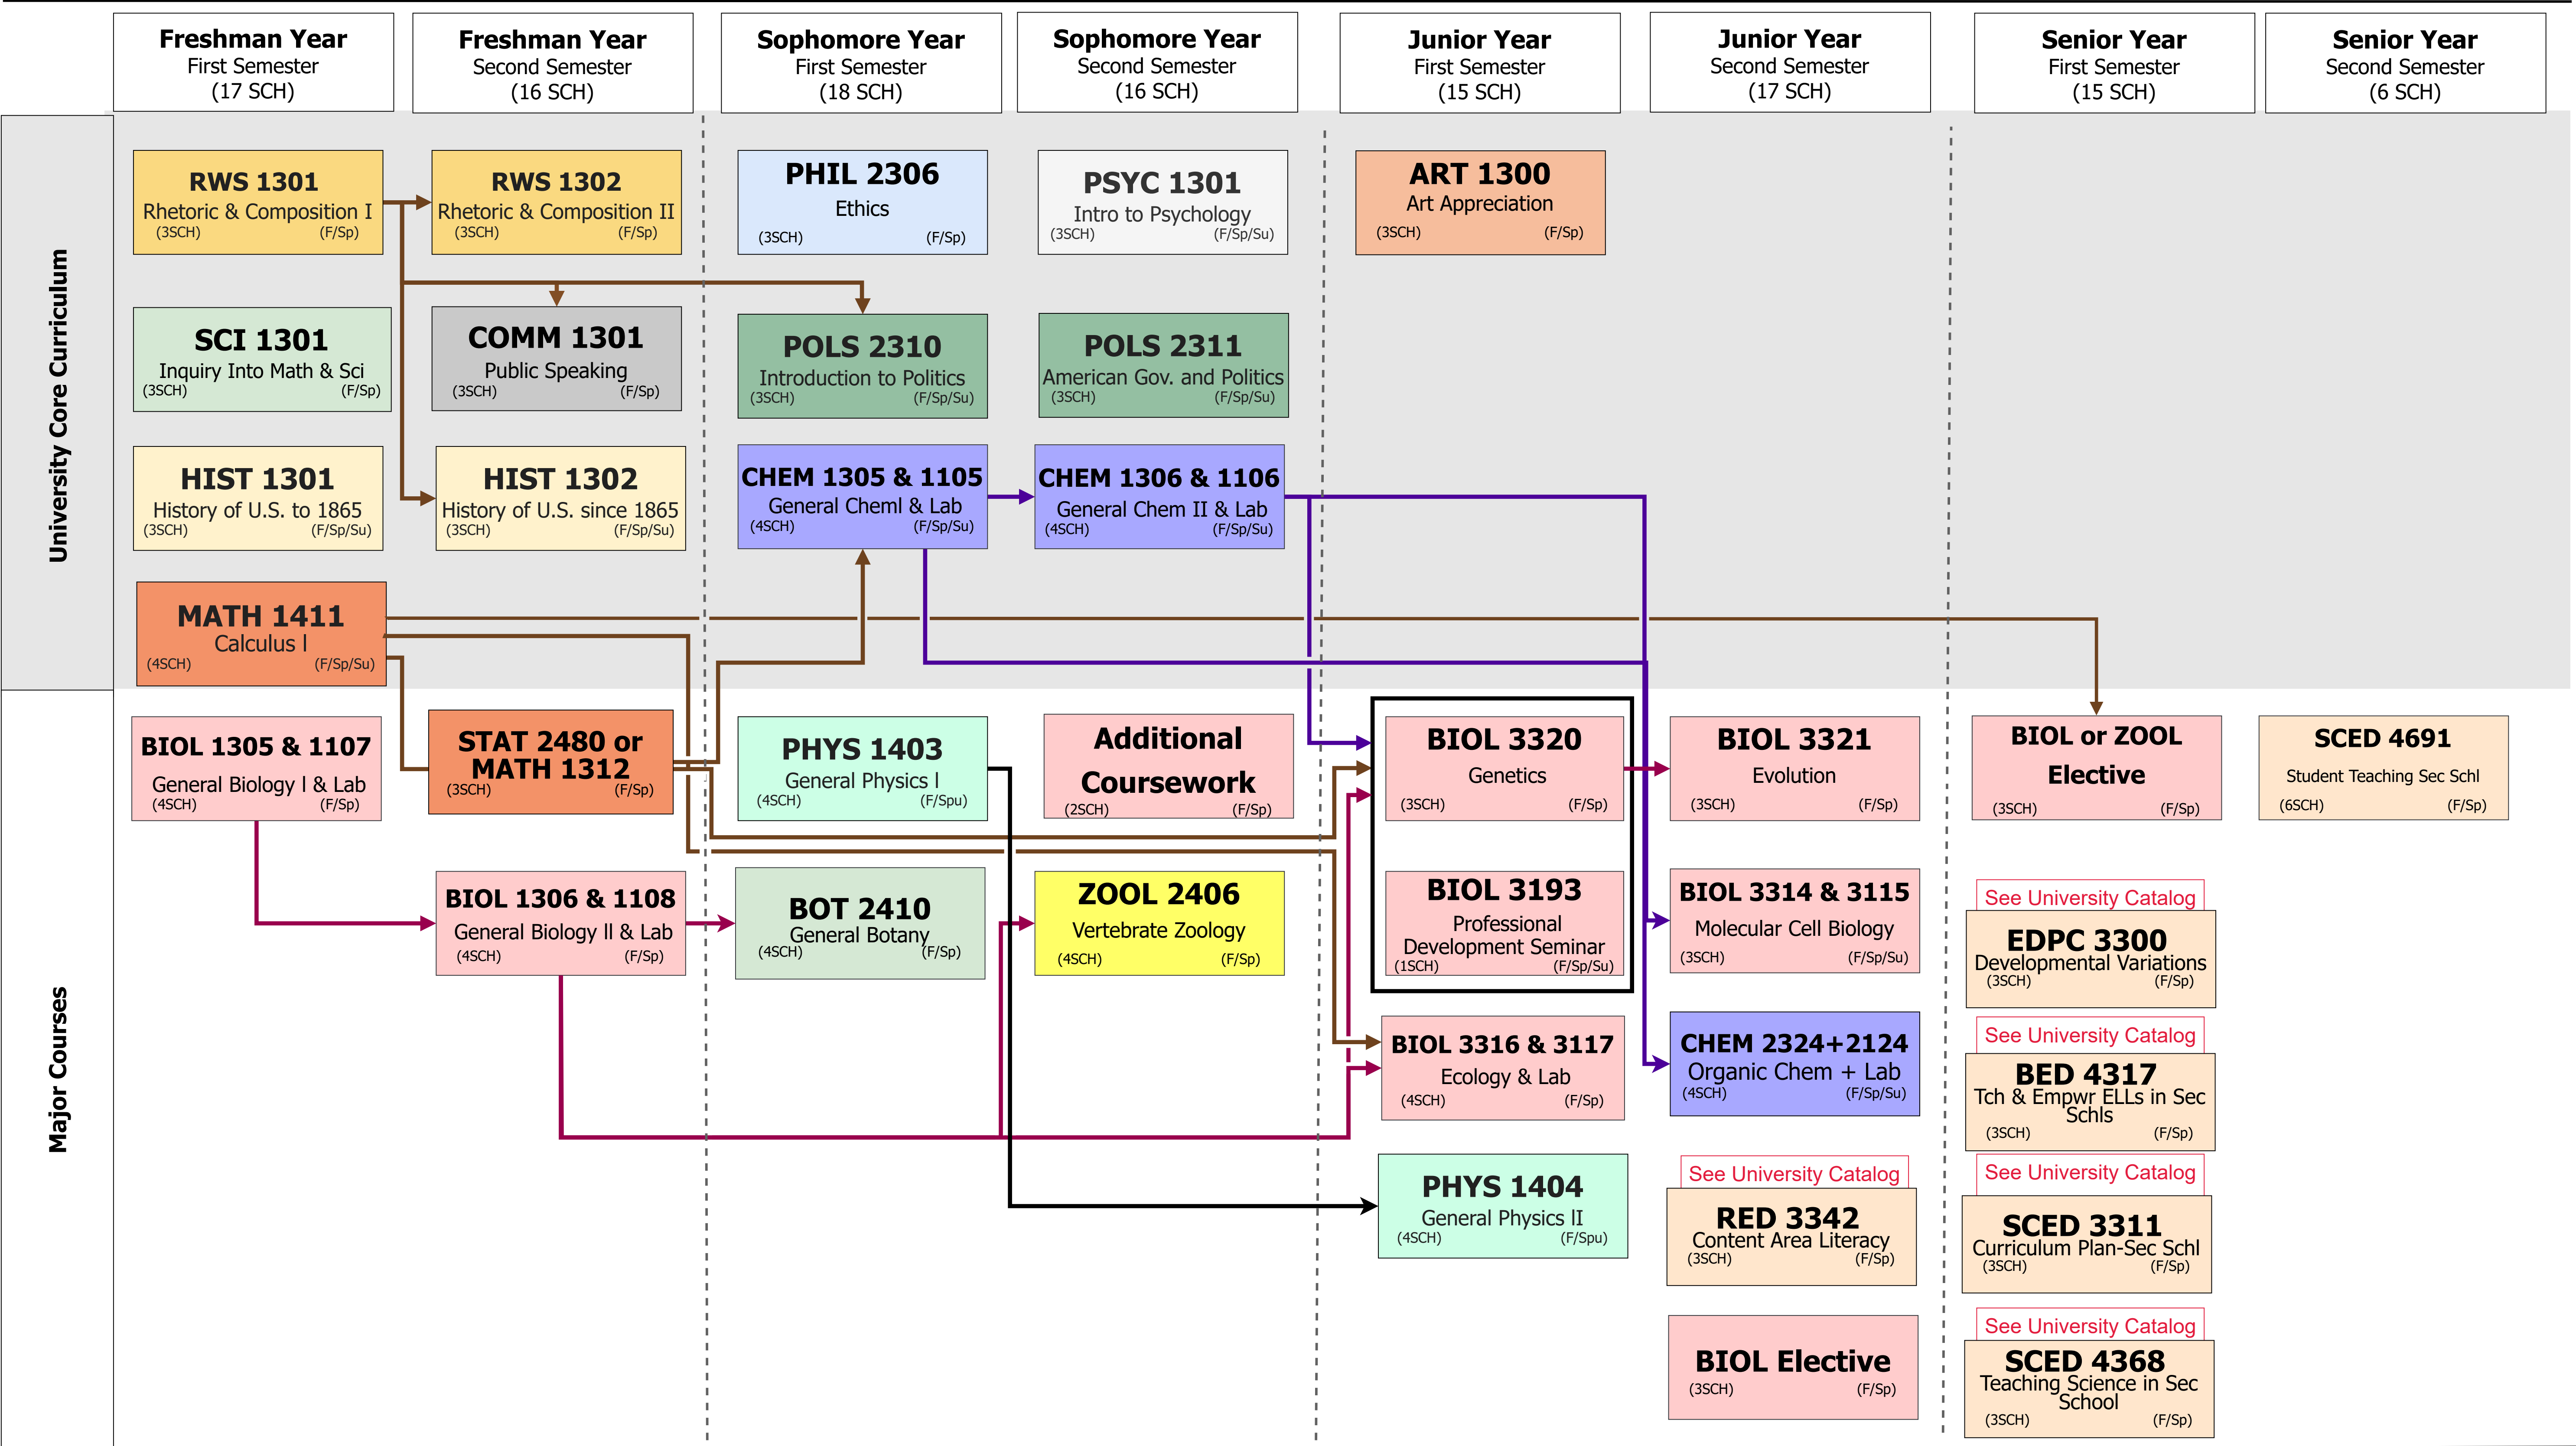 Freshman Year
First Semester
(17 SCH)
Freshman Year
Second Semester
(16 SCH)
Sophomore Year
First Semester
(18 SCH)
Sophomore Year
Second Semester
(16 SCH)
Junior Year
First Semester
(15 SCH)
Junior Year
Second Semester
(17 SCH)
Senior Year
First Semester
(15 SCH)
Senior Year
Second Semester
(6 SCH)
University Core Curriculum
RWS 1301
Rhetoric & Composition I
(3SCH) (F/Sp)
RWS 1302
Rhetoric & Composition II
(3SCH) (F/Sp)
PHIL 2306
Ethics
(3SCH) (F/Sp)
PSYC 1301
Intro to Psychology
(3SCH) (F/Sp/Su)
ART 1300
Art Appreciation
(3SCH) (F/Sp)
SCI 1301
Inquiry Into Math & Sci
(3SCH) (F/Sp)
COMM 1301
Public Speaking
(3SCH) (F/Sp)
POLS 2310
Introduction to Politics
(3SCH) (F/Sp/Su)
POLS 2311
American Gov. and Politics
(3SCH) (F/Sp/Su)
HIST 1301
History of U.S. to 1865
(3SCH) (F/Sp/Su)
HIST 1302
History of U.S. since 1865
(3SCH) (F/Sp/Su)
CHEM 1305 & 1105
General Cheml & Lab
(4SCH) (F/Sp/Su)
CHEM 1306 & 1106
General Chem II & Lab
(4SCH) (F/Sp/Su)
MATH 1411
Calculus l
(4SCH) (F/Sp/Su)
Major Courses
BIOL 1305 & 1107
General Biology l & Lab
(4SCH) (F/Sp)
STAT 2480 or
MATH 1312
(3SCH) (F/Sp)
PHYS 1403
General Physics l
(4SCH) (F/Spu)
Additional
Coursework
(2SCH) (F/Sp)
BIOL 3320
Genetics
(3SCH) (F/Sp)
BIOL 3321
Evolution
(3SCH) (F/Sp)
BIOL or ZOOL
Elective
(3SCH) (F/Sp)
SCED 4691
Student Teaching Sec Schl
(6SCH) (F/Sp)
BIOL 1306 & 1108
General Biology ll & Lab
(4SCH) (F/Sp)
BOT 2410
General Botany
(4SCH) (F/Sp)
ZOOL 2406
Vertebrate Zoology
(4SCH) (F/Sp)
BIOL 3193
Professional
Development Seminar
(1SCH) (F/Sp/Su)
BIOL 3314 & 3115
Molecular Cell Biology
(3SCH) (F/Sp/Su)
See University Catalog
EDPC 3300
Developmental Variations
(3SCH) (F/Sp)
BIOL 3316 & 3117
Ecology & Lab
(4SCH) (F/Sp)
CHEM 2324+2124
Organic Chem + Lab
(4SCH) (F/Sp/Su)
See University Catalog
BED 4317
Tch & Empwr ELLs in Sec
Schls
(3SCH) (F/Sp)
PHYS 1404
General Physics lI
(4SCH) (F/Spu)
See University Catalog
RED 3342
Content Area Literacy
(3SCH) (F/Sp)
See University Catalog
SCED 3311
Curriculum Plan-Sec Schl
(3SCH) (F/Sp)
BIOL Elective
(3SCH) (F/Sp)
See University Catalog
SCED 4368
Teaching Science in Sec
School
(3SCH) (F/Sp)